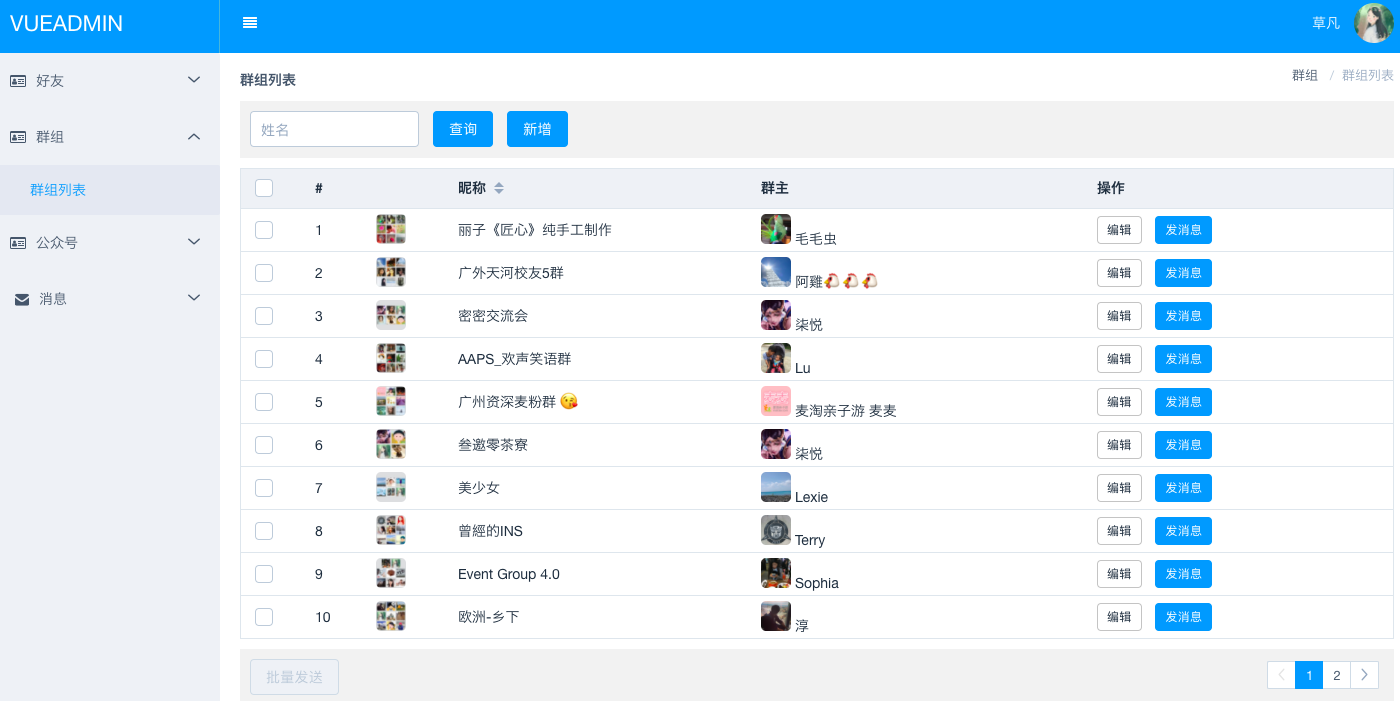 VUEADMIN
草凡
好友
群组
群组列表
公众号
消息
群组列表
群组 / 群组列表
姓名 查询 新增
# 昵称 群主 操作
1 丽子《匠心》纯手工制作 毛毛虫 编辑 发消息
2 广外天河校友5群 阿雞🐔🐔🐔 编辑 发消息
3 密密交流会 柒悦 编辑 发消息
4 AAPS_欢声笑语群 Lu 编辑 发消息
5 广州资深麦粉群 😘 麦淘亲子游 麦麦 编辑 发消息
6 叁邀零茶寮 柒悦 编辑 发消息
7 美少女 Lexie 编辑 发消息
8 曾經的INS Terry 编辑 发消息
9 Event Group 4.0 Sophia 编辑 发消息
10 欧洲-乡下 淳 编辑 发消息
批量发送 1 2